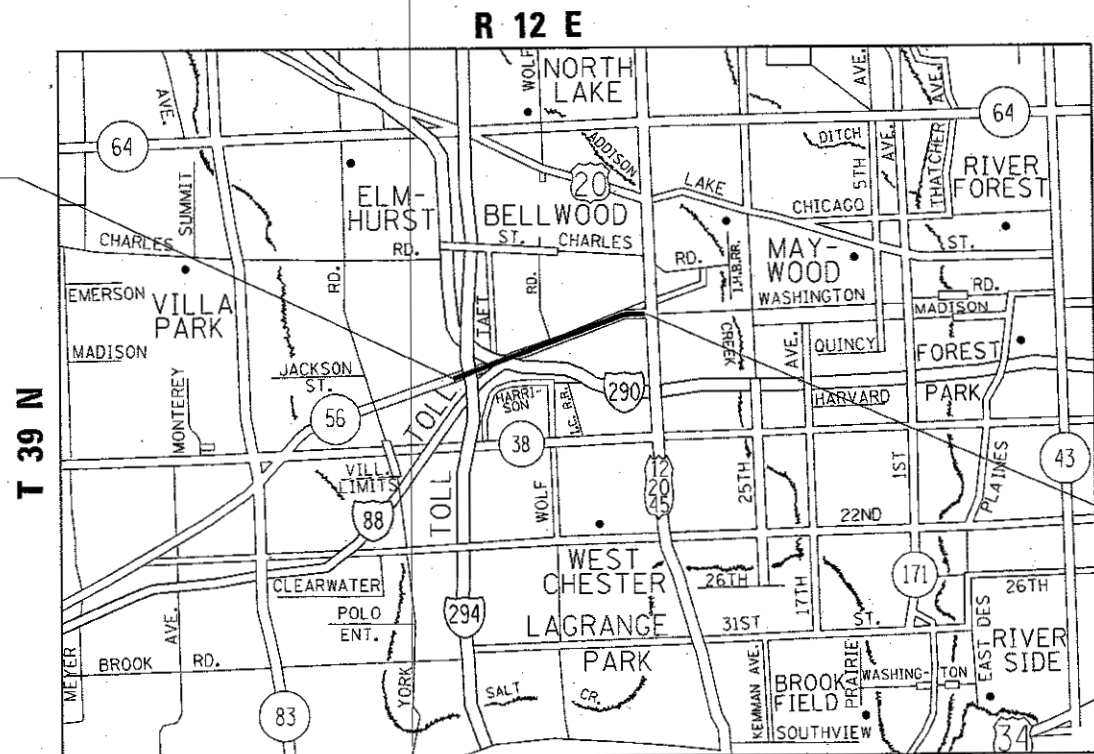 R 12 E
T 39 N
NORTH
LAKE
WOLF
AVE.
AVE.
AVE.
64
64
DITCH
5TH
AVE.
THATCHER
RIVER
FOREST
ADDISON
20
LAKE
SUMMIT
ELM-
HURST
BELLWOOD
CHICAGO
CHARLES
RD.
ST. CHARLES
RD.
ST.
MAY-
WOOD
EMERSON
VILLA
PARK
RD.
TAFT
RD.
I.H.B.RR.
WASHINGTON
RD.
MADISON
MADISON
JACKSON
ST.
CREEK
AVE.
QUINCY
FOREST
PARK
MONTEREY
56
TOLL
HARRI-
SON
I.C. R.R.
290
HARVARD
38
VILL.
LIMITS
TOLL
12
20
45
25TH
1ST
PLAINES
43
88
WOLF
22ND
WEST
CHESTER
CLEARWATER
26TH
17TH
171
26TH
POLO
ENT.
294
LAGRANGE
PARK
31ST
ST.
EAST DES
RIVER
SIDE
MEYER
AVE.
BROOK RD.
YORK
SALT
CR.
KEMMAN AVE.
BROOK
FIELD
PRAIRIE
WASHING-
TON
83
SOUTHVIEW
34